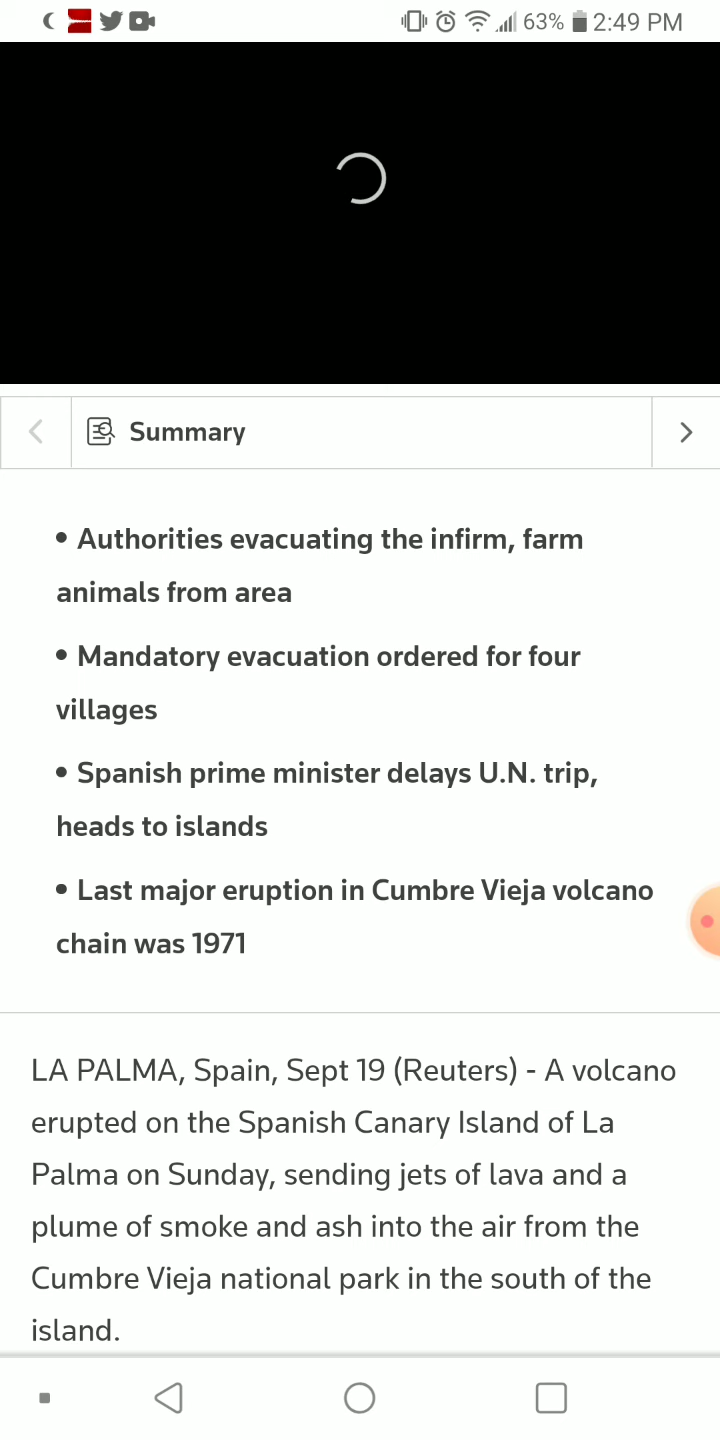 63% 2:49 PM
Summary
• Authorities evacuating the infirm, farm
animals from area
• Mandatory evacuation ordered for four
villages
• Spanish prime minister delays U.N. trip,
heads to islands
• Last major eruption in Cumbre Vieja volcano
chain was 1971
LA PALMA, Spain, Sept 19 (Reuters) - A volcano
erupted on the Spanish Canary Island of La
Palma on Sunday, sending jets of lava and a
plume of smoke and ash into the air from the
Cumbre Vieja national park in the south of the
island.